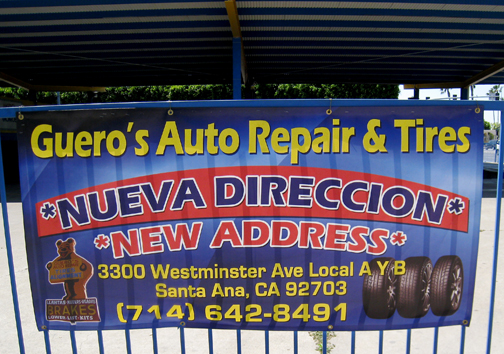 Guero's Auto Repair & Tires
*NUEVA DIRECCION*
*NEW ADDRESS*
3300 Westminster Ave Local A Y B
Santa Ana, CA 92703
(714) 642-8491
BRAKES